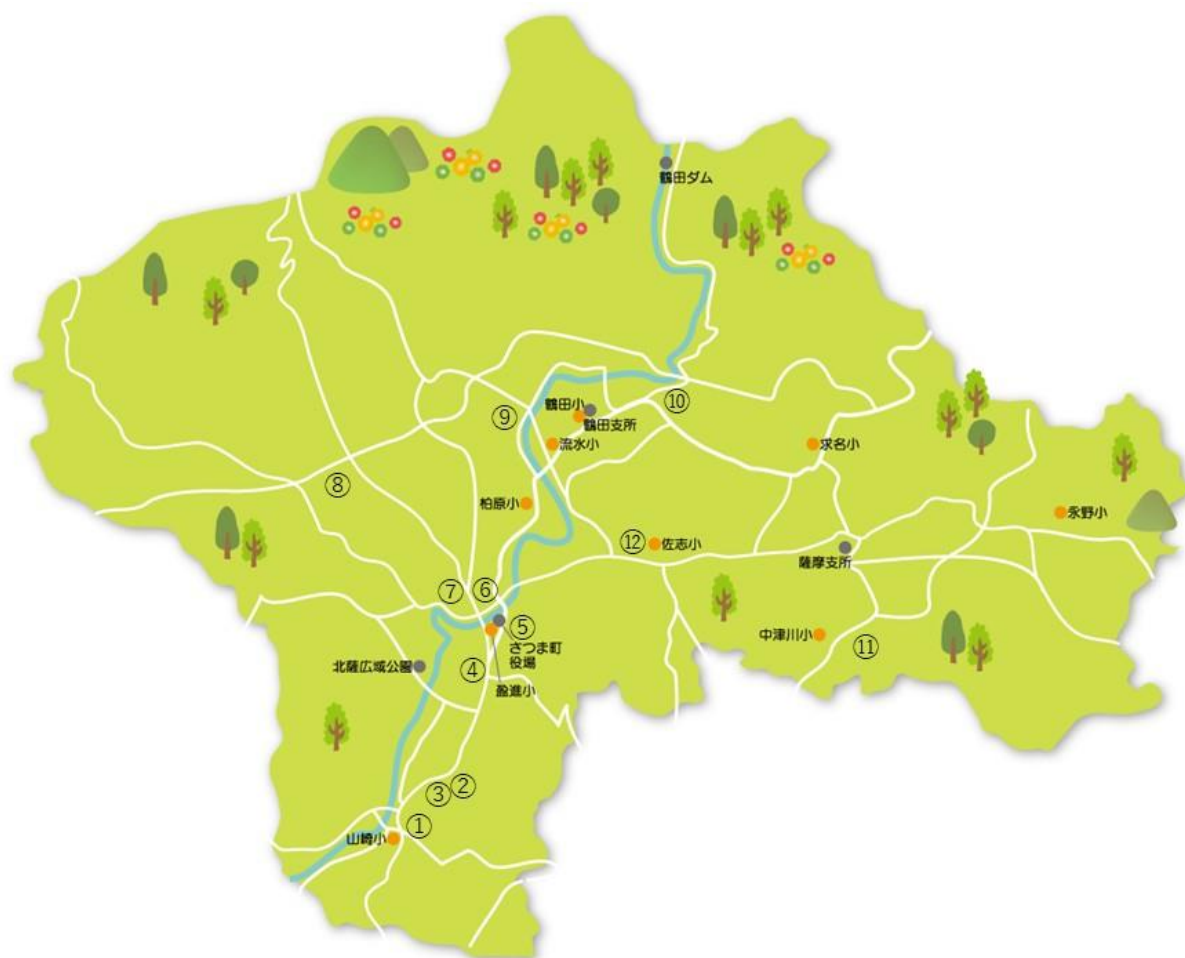 鶴田ダム
鶴田小
鶴田支所
⑩
⑨
流水小
求名小
⑧
柏原小
永野小
⑫
佐志小
薩摩支所
⑦
⑥
⑤
さつま町
役場
中津川小
⑪
北薩広域公園
④
盈進小
③
②
①
山崎小